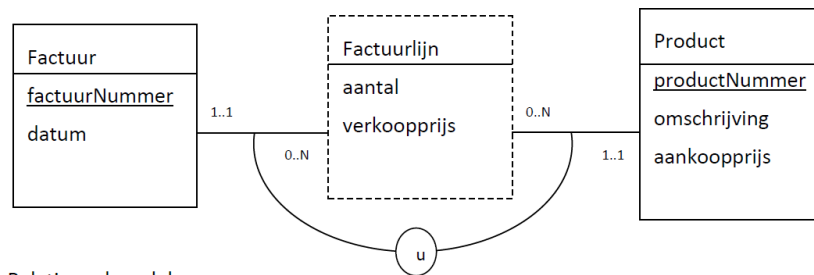 Factuur
factuurNummer
datum
1..1
0..N
Factuurlijn
aantal
verkoopprijs
0..N
1..1
Product
productNummer
omschrijving
aankoopprijs
u